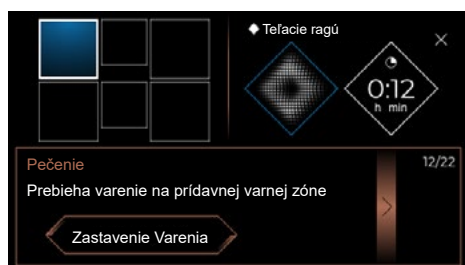 Teľacie ragú
0:12
h min
Pečenie
12/22
Prebieha varenie na prídavnej varnej zóne
Zastavenie Varenia